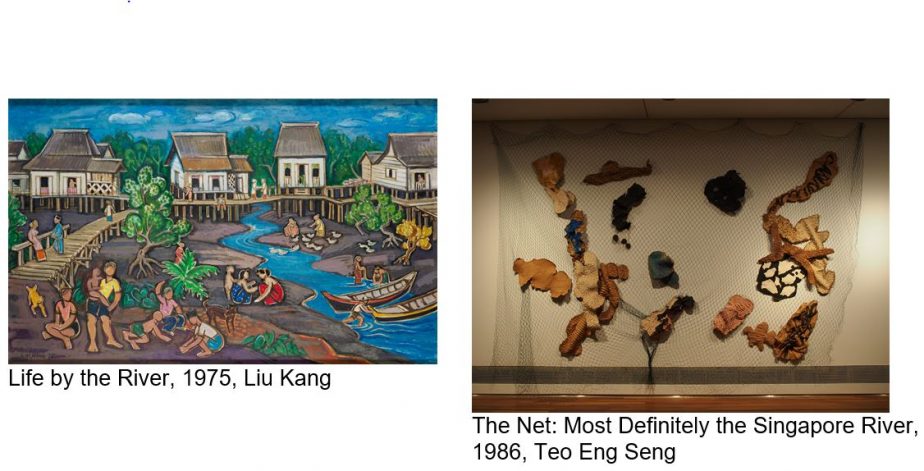 Life by the River, 1975, Liu Kang
The Net: Most Definitely the Singapore River,
1986, Teo Eng Seng